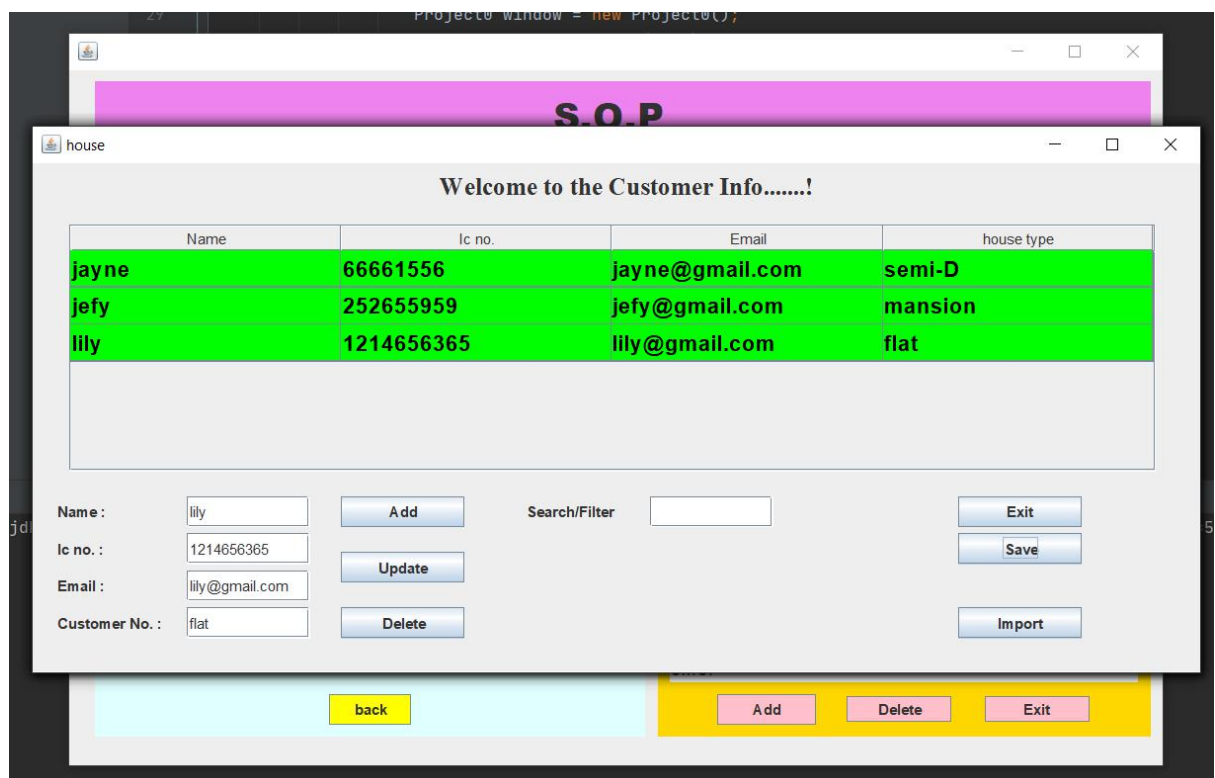 29 Project0 window = new Project0();
S.O.P
house
Welcome to the Customer Info.......!
Name Ic no. Email house type
jayne 66661556 jayne@gmail.com semi-D
jefy 252655959 jefy@gmail.com mansion
lily 1214656365 lily@gmail.com flat
Name : lily Add Search/Filter Exit
Ic no. : 1214656365 Save
Update
Email : lily@gmail.com
Customer No. : flat Delete Import
back Add Delete Exit